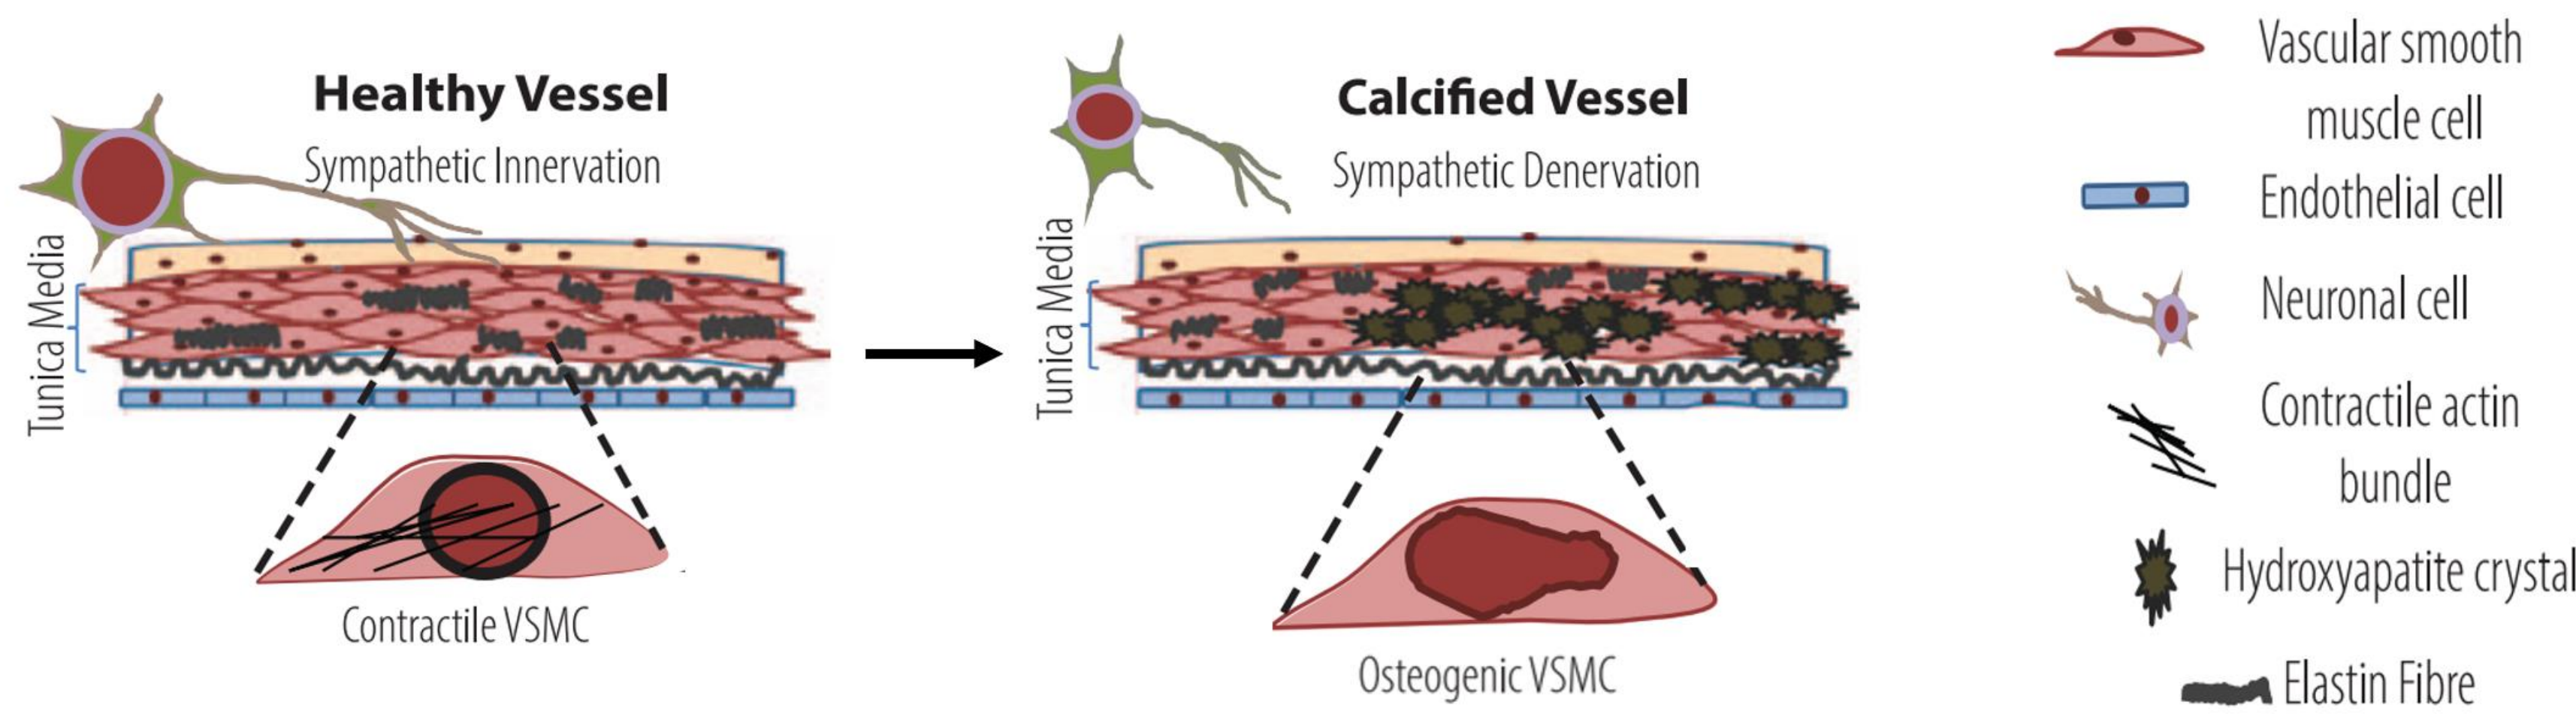 Healthy Vessel
Sympathetic Innervation
Tunica Media
Contractile VSMC
Calcified Vessel
Sympathetic Denervation
Tunica Media
Osteogenic VSMC
Vascular smooth
muscle cell
Endothelial cell
Neuronal cell
Contractile actin
bundle
Hydroxyapatite crystal
Elastin Fibre